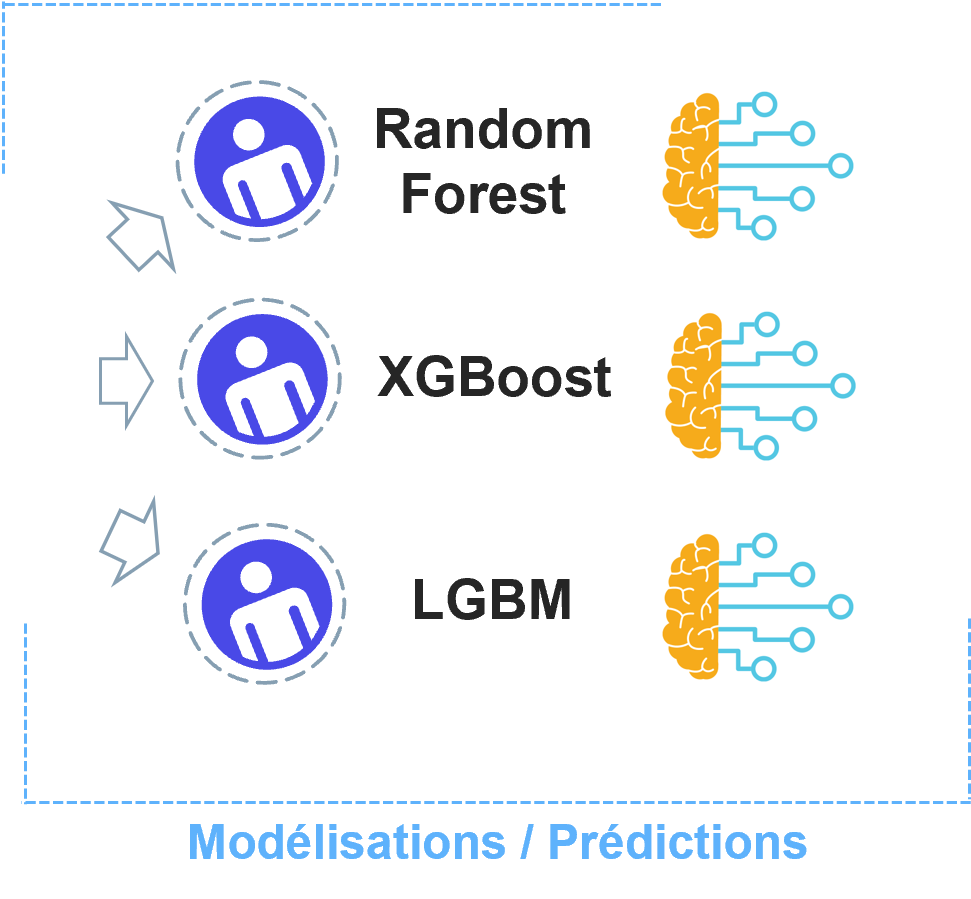 Random
Forest
XGBoost
LGBM
Modélisations / Prédictions